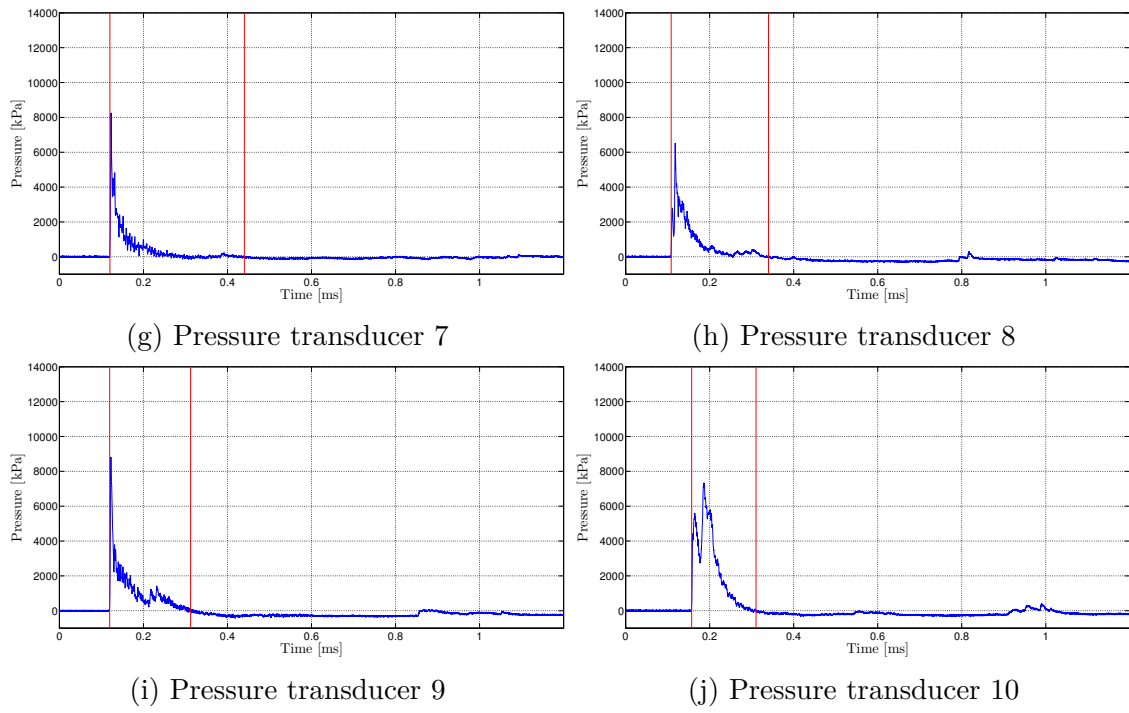 14000
12000
10000
8000
6000
4000
2000
0
Pressure [kPa]
0 0.2 0.4 0.6 0.8 1
Time [ms]
(g) Pressure transducer 7
14000
12000
10000
8000
6000
4000
2000
0
Pressure [kPa]
0 0.2 0.4 0.6 0.8 1
Time [ms]
(h) Pressure transducer 8
14000
12000
10000
8000
6000
4000
2000
0
Pressure [kPa]
0 0.2 0.4 0.6 0.8 1
Time [ms]
(i) Pressure transducer 9
14000
12000
10000
8000
6000
4000
2000
0
Pressure [kPa]
0 0.2 0.4 0.6 0.8 1
Time [ms]
(j) Pressure transducer 10